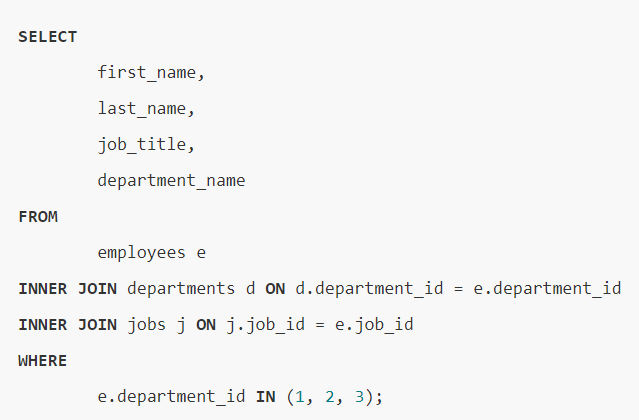 SELECT
first_name,
last_name,
job_title,
department_name
FROM
employees e
INNER JOIN departments d ON d.department_id = e.department_id
INNER JOIN jobs j ON j.job_id = e.job_id
WHERE
e.department_id IN (1, 2, 3);